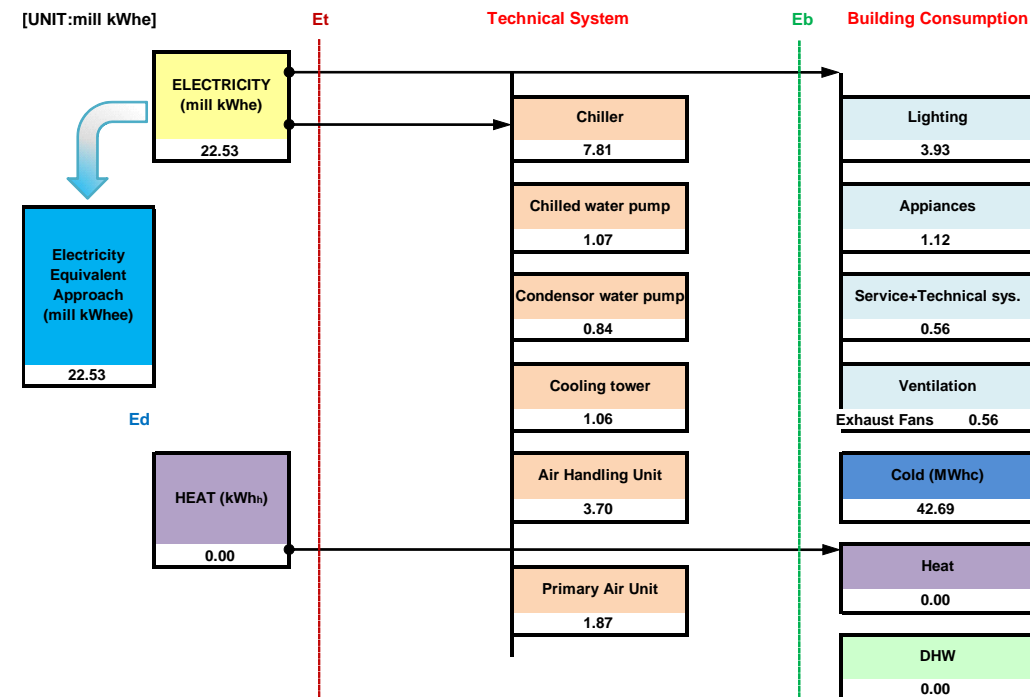 [UNIT:mill kWhe]
Et
Technical System
Eb
Building Consumption
ELECTRICITY
(mill kWhe)
22.53
Electricity
Equivalent
Approach
(mill kWhee)
22.53
Ed
HEAT (kWhh)
0.00
Chiller
7.81
Chilled water pump
1.07
Condensor water pump
0.84
Cooling tower
1.06
Air Handling Unit
3.70
Primary Air Unit
1.87
Lighting
3.93
Appiances
1.12
Service+Technical sys.
0.56
Ventilation
Exhaust Fans 0.56
Cold (MWhc)
42.69
Heat
0.00
DHW
0.00